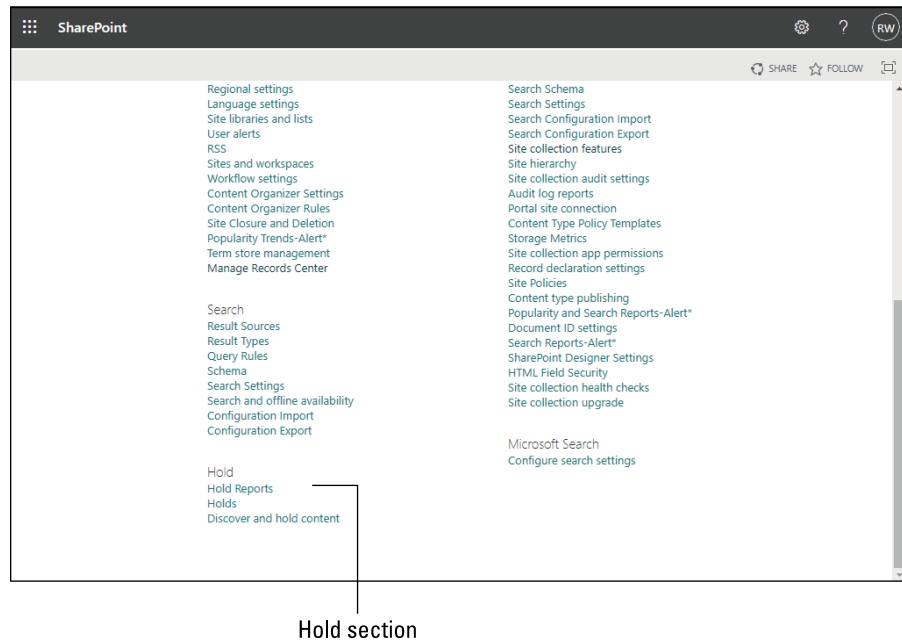 SharePoint
?
RW
SHARE FOLLOW
Regional settings
Language settings
Site libraries and lists
User alerts
RSS
Sites and workspaces
Workflow settings
Content Organizer Settings
Content Organizer Rules
Site Closure and Deletion
Popularity Trends-Alert*
Term store management
Manage Records Center
Search
Result Sources
Result Types
Query Rules
Schema
Search Settings
Search and offline availability
Configuration Import
Configuration Export
Hold
Hold Reports
Holds
Discover and hold content
Search Schema
Search Settings
Search Configuration Import
Search Configuration Export
Site collection features
Site hierarchy
Site collection audit settings
Audit log reports
Portal site connection
Content Type Policy Templates
Storage Metrics
Site collection app permissions
Record declaration settings
Site Policies
Content type publishing
Popularity and Search Reports-Alert*
Document ID settings
Search Reports-Alert*
SharePoint Designer Settings
HTML Field Security
Site collection health checks
Site collection upgrade
Microsoft Search
Configure search settings
Hold section